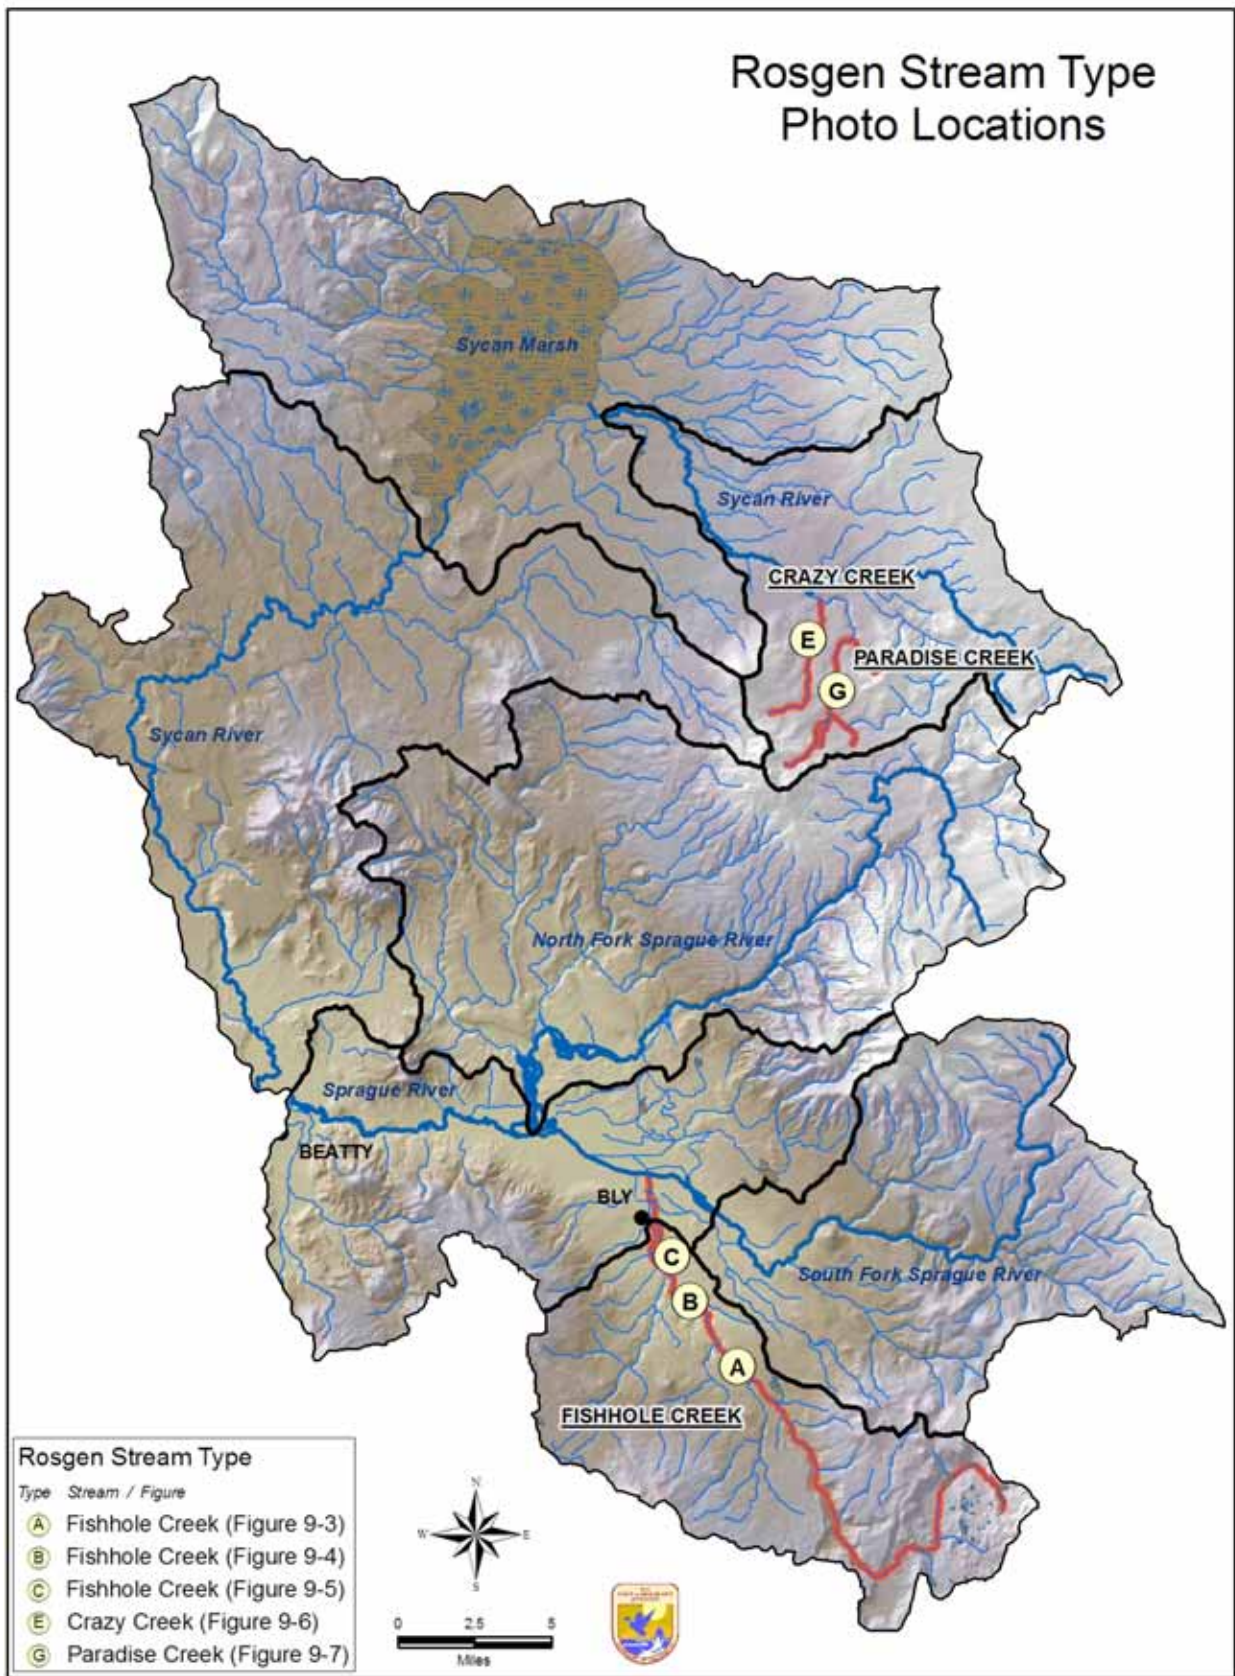 Rosgen Stream Type
Photo Locations
Sycan Marsh
Sycan River
CRAZY CREEK
E
PARADISE CREEK
G
Sycan River
North Fork Sprague River
Sprague River
BEATTY
BLY
C
South Fork Sprague River
B
A
FISHHOLE CREEK
Rosgen Stream Type
Type Stream / Figure
A Fishhole Creek (Figure 9-3)
B Fishhole Creek (Figure 9-4)
C Fishhole Creek (Figure 9-5)
E Crazy Creek (Figure 9-6)
G Paradise Creek (Figure 9-7)
N
W E
S
0 2.5 5
Miles